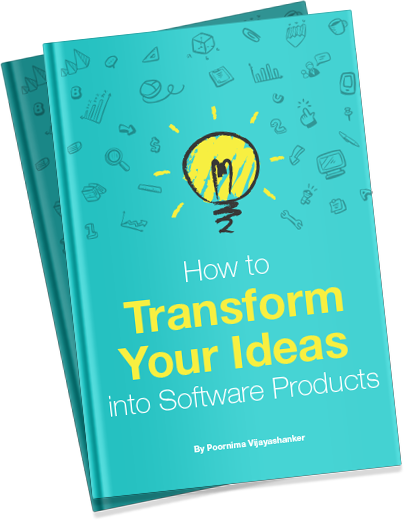 How to
Transform
Your Ideas
into Software Products
By Poornima Vijayashanker